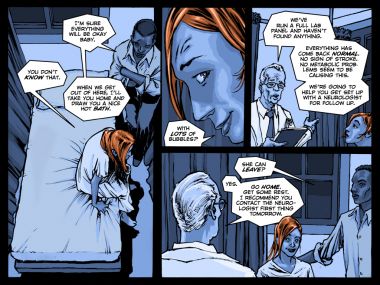 I'M SURE
EVERYTHING
WILL BE OKAY
BABY.
YOU DON'T
KNOW THAT.
WHEN WE GET
OUT OF HERE, I'LL
TAKE YOU HOME AND
DRAW YOU A NICE
HOT BATH.
WITH
LOTS OF
BUBBLES?
WE'VE
RUN A FULL LAB
PANEL AND HAVEN'T
FOUND ANYTHING.
EVERYTHING HAS
COME BACK NORMAL.
NO SIGN OF STROKE.
NO METABOLIC PROB-
LEMS SEEM TO BE
CAUSING THIS.
WE'RE GOING TO
HELP YOU GET SET UP
WITH A NEUROLOGIST
FOR FOLLOW UP.
SHE CAN
LEAVE?
YES.
GO HOME.
GET SOME REST.
I RECOMMEND YOU
CONTACT THE NEURO-
LOGIST FIRST THING
TOMORROW.